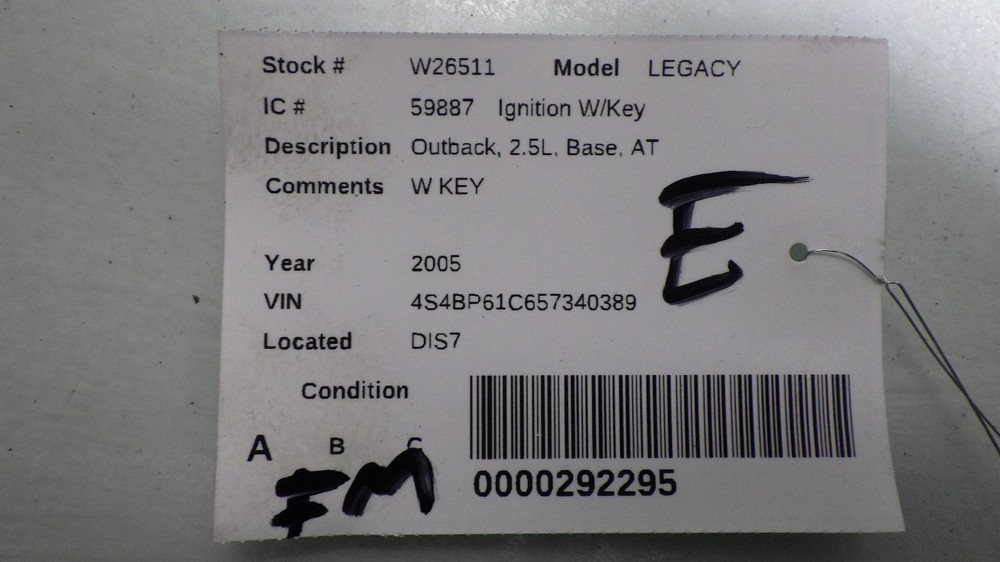 Stock # W26511 Model LEGACY
IC # 59887 Ignition W/Key
Description Outback, 2.5L, Base, AT
Comments W KEY
E
Year 2005
VIN 4S4BP61C657340389
Located DIS7
Condition
A B C
FM
0000292295